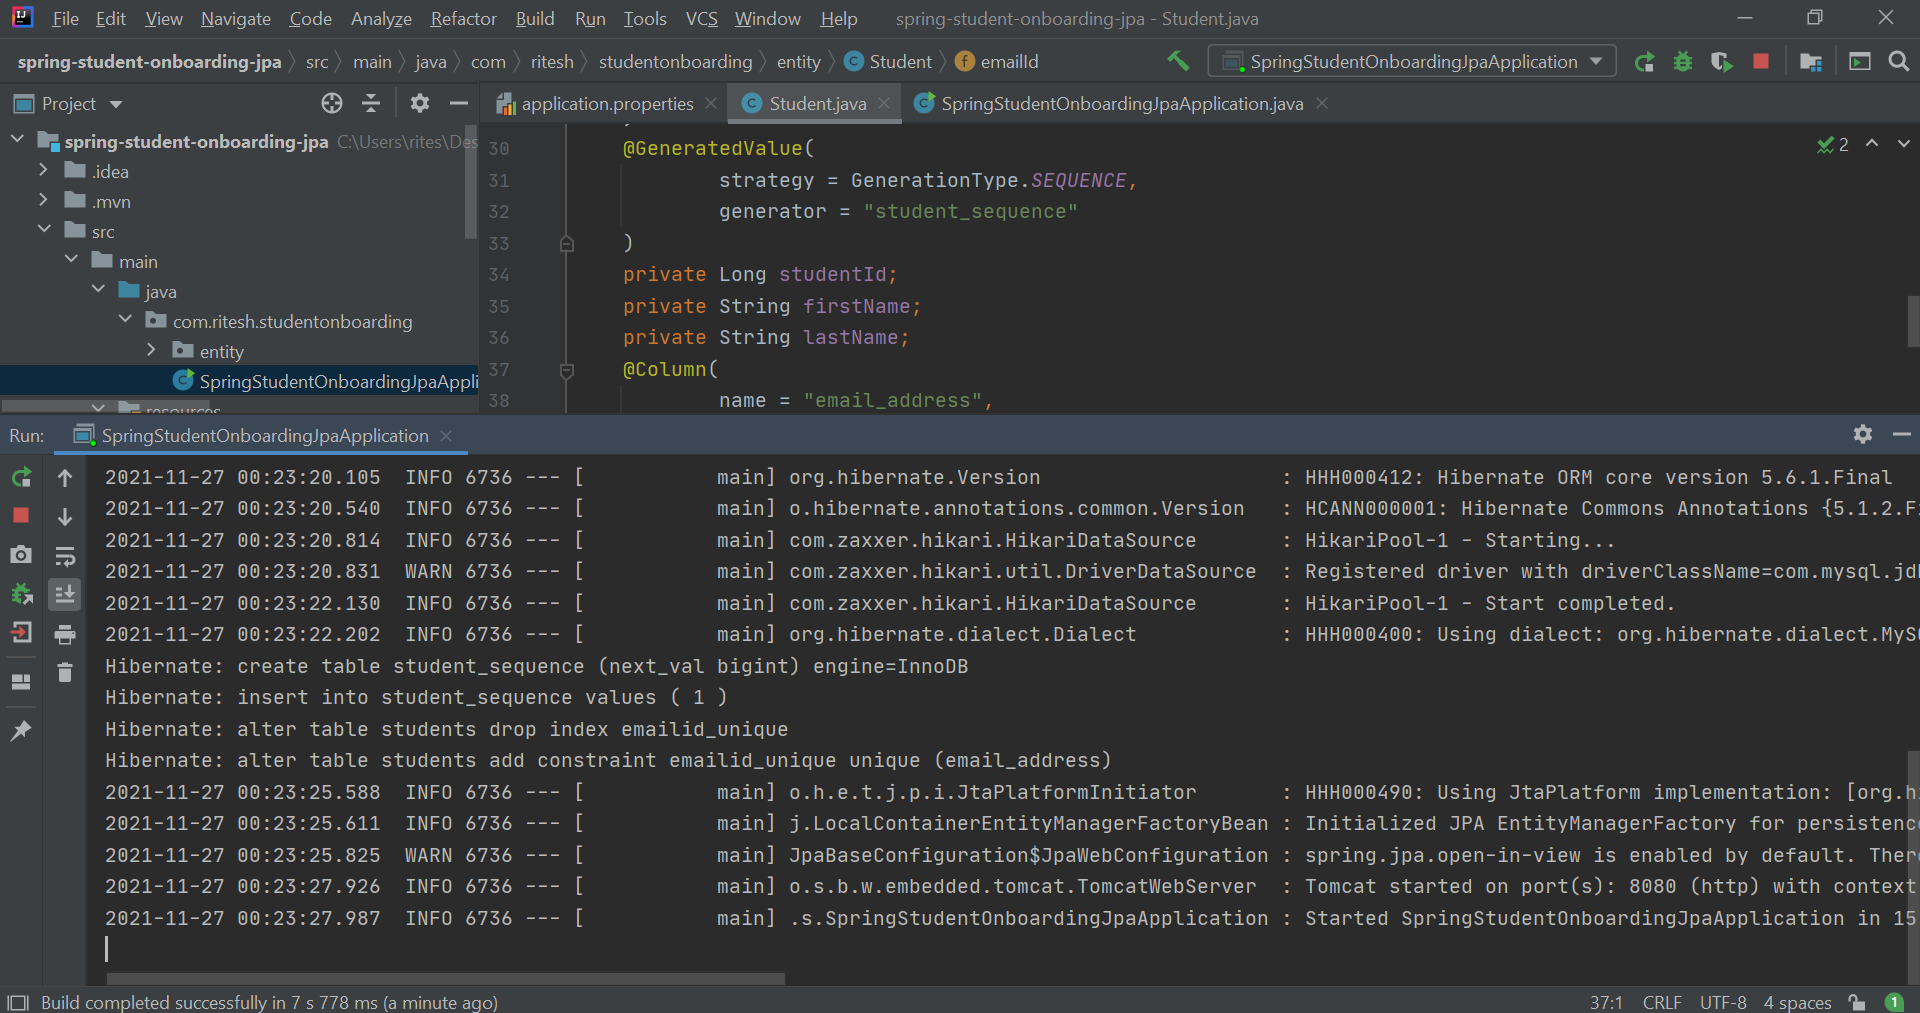 File Edit View Navigate Code Analyze Refactor Build Run Tools VCS Window Help spring-student-onboarding-jpa - Student.java
spring-student-onboarding-jpa src main java com ritesh studentonboarding entity Student emailId SpringStudentOnboardingJpaApplication
Project application.properties Student.java SpringStudentOnboardingJpaApplication.java
spring-student-onboarding-jpa C:\Users\rites\Des
.idea
.mvn
src
main
java
com.ritesh.studentonboarding
entity
SpringStudentOnboardingJpaAppli
resources
30 @GeneratedValue(
31 strategy = GenerationType.SEQUENCE,
32 generator = "student_sequence"
33 )
34 private Long studentId;
35 private String firstName;
36 private String lastName;
37 @Column(
38 name = "email_address",
2
Run: SpringStudentOnboardingJpaApplication
2021-11-27 00:23:20.105 INFO 6736 --- [ main] org.hibernate.Version : HHH000412: Hibernate ORM core version 5.6.1.Final
2021-11-27 00:23:20.540 INFO 6736 --- [ main] o.hibernate.annotations.common.Version : HCANN000001: Hibernate Commons Annotations {5.1.2.F
2021-11-27 00:23:20.814 INFO 6736 --- [ main] com.zaxxer.hikari.HikariDataSource : HikariPool-1 - Starting...
2021-11-27 00:23:20.831 WARN 6736 --- [ main] com.zaxxer.hikari.util.DriverDataSource : Registered driver with driverClassName=com.mysql.jd
2021-11-27 00:23:22.130 INFO 6736 --- [ main] com.zaxxer.hikari.HikariDataSource : HikariPool-1 - Start completed.
2021-11-27 00:23:22.202 INFO 6736 --- [ main] org.hibernate.dialect.Dialect : HHH000400: Using dialect: org.hibernate.dialect.MyS
Hibernate: create table student_sequence (next_val bigint) engine=InnoDB
Hibernate: insert into student_sequence values ( 1 )
Hibernate: alter table students drop index emailid_unique
Hibernate: alter table students add constraint emailid_unique unique (email_address)
2021-11-27 00:23:25.588 INFO 6736 --- [ main] o.h.e.t.j.p.i.JtaPlatformInitiator : HHH000490: Using JtaPlatform implementation: [org.h
2021-11-27 00:23:25.611 INFO 6736 --- [ main] j.LocalContainerEntityManagerFactoryBean : Initialized JPA EntityManagerFactory for persistenc
2021-11-27 00:23:25.825 WARN 6736 --- [ main] JpaBaseConfiguration$JpaWebConfiguration : spring.jpa.open-in-view is enabled by default. Ther
2021-11-27 00:23:27.926 INFO 6736 --- [ main] o.s.b.w.embedded.tomcat.TomcatWebServer : Tomcat started on port(s): 8080 (http) with context
2021-11-27 00:23:27.987 INFO 6736 --- [ main] .s.SpringStudentOnboardingJpaApplication : Started SpringStudentOnboardingJpaApplication in 15
Build completed successfully in 7 s 778 ms (a minute ago) 37:1 CRLF UTF-8 4 spaces 1